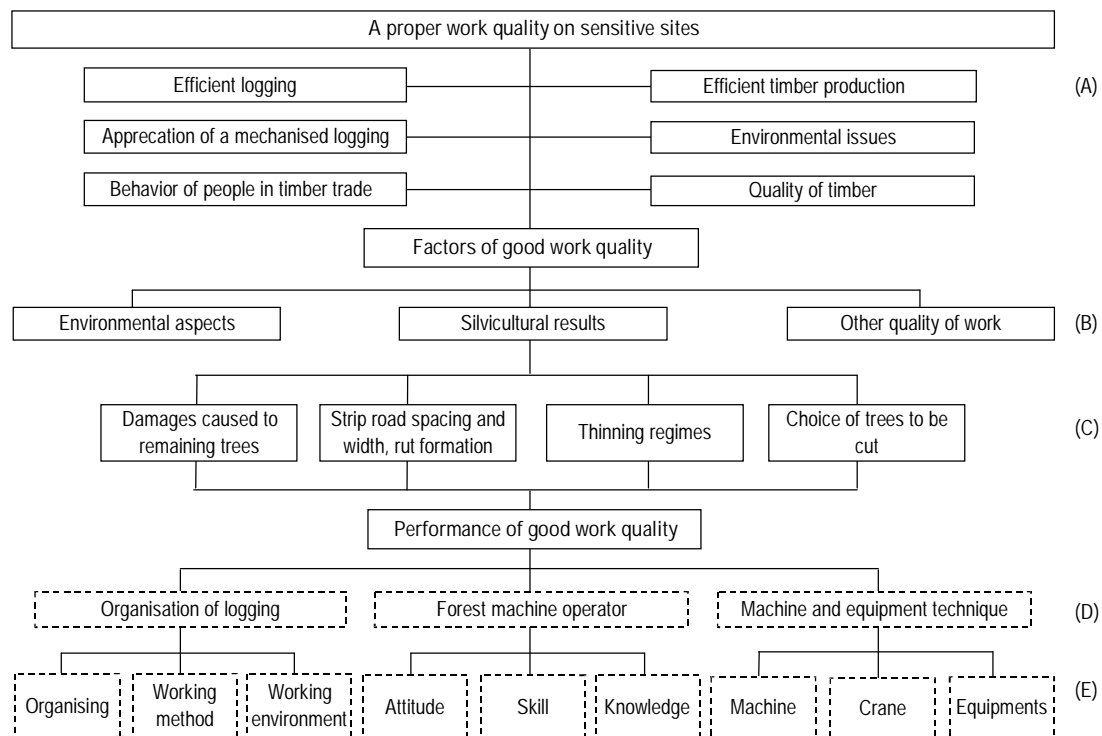 A proper work quality on sensitive sites
Efficient logging
Efficient timber production
(A)
Apprecation of a mechanised logging
Environmental issues
Behavior of people in timber trade
Quality of timber
Factors of good work quality
Environmental aspects
Silvicultural results
Other quality of work
(B)
Damages caused to
remaining trees
Strip road spacing and
width, rut formation
Thinning regimes
Choice of trees to be
cut
(C)
Performance of good work quality
Organisation of logging
Forest machine operator
Machine and equipment technique
(D)
Organising
Working
method
Working
environment
Attitude
Skill
Knowledge
Machine
Crane
Equipments
(E)